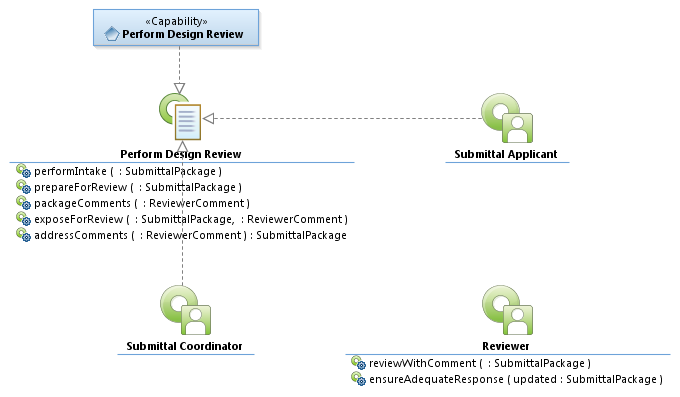 «Capability»
Perform Design Review
Perform Design Review
performIntake ( : SubmittalPackage )
prepareForReview ( : SubmittalPackage )
packageComments ( : ReviewerComment )
exposeForReview ( : SubmittalPackage, : ReviewerComment )
addressComments ( : ReviewerComment ) : SubmittalPackage
Submittal Applicant
Submittal Coordinator
Reviewer
reviewWithComment ( : SubmittalPackage )
ensureAdequateResponse ( updated : SubmittalPackage )